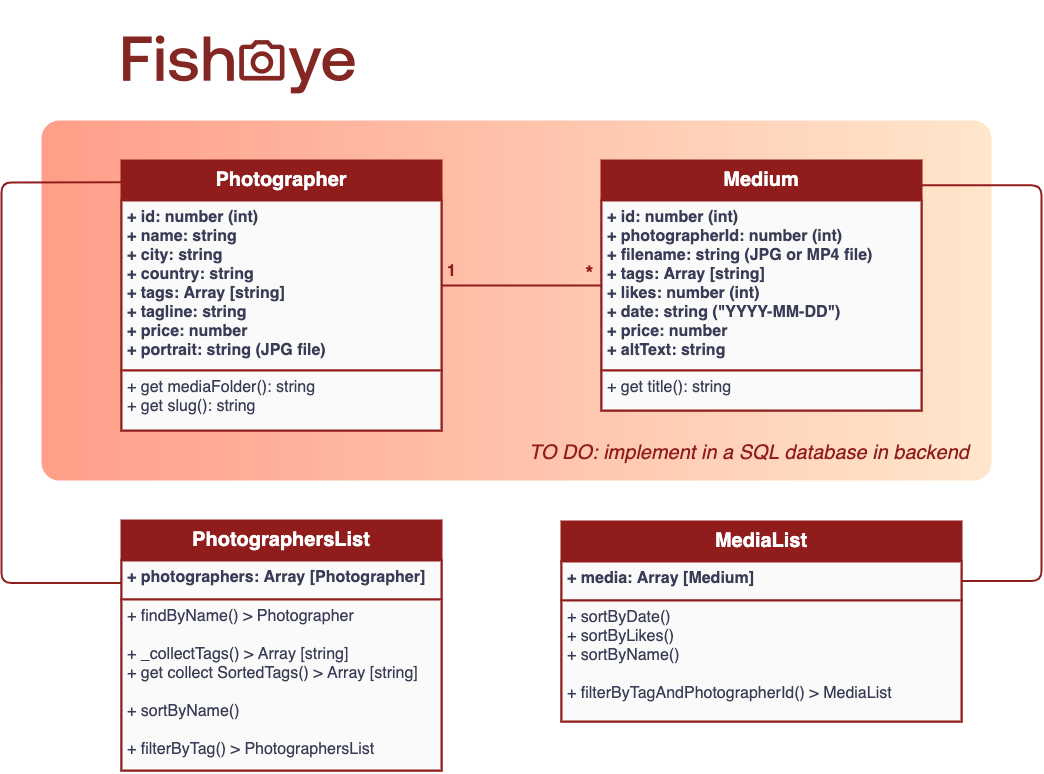 Fisheye
Photographer
+ id: number (int)
+ name: string
+ city: string
+ country: string
+ tags: Array [string]
+ tagline: string
+ price: number
+ portrait: string (JPG file)
+ get mediaFolder(): string
+ get slug(): string
1
*
Medium
+ id: number (int)
+ photographerId: number (int)
+ filename: string (JPG or MP4 file)
+ tags: Array [string]
+ likes: number (int)
+ date: string ("YYYY-MM-DD")
+ price: number
+ altText: string
+ get title(): string
TO DO: implement in a SQL database in backend
PhotographersList
+ photographers: Array [Photographer]
+ findByName() > Photographer
+ _collectTags() > Array [string]
+ get collect SortedTags() > Array [string]
+ sortByName()
+ filterByTag() > PhotographersList
MediaList
+ media: Array [Medium]
+ sortByDate()
+ sortByLikes()
+ sortByName()
+ filterByTagAndPhotographerId() > MediaList